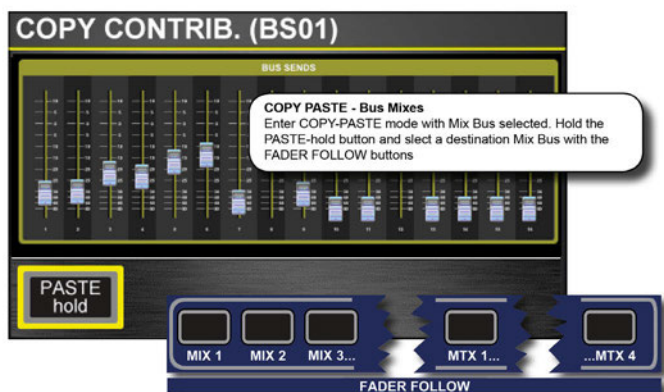 COPY CONTRIB. (BS01)
BUS SENDS
COPY PASTE - Bus Mixes
Enter COPY-PASTE mode with Mix Bus selected. Hold the
PASTE-hold button and slect a destination Mix Bus with the
FADER FOLLOW buttons
1 2 3 4 5 6 7 8 9 10 11 12 13 14 15 16
PASTE
hold
MIX 1 MIX 2 MIX 3... MTX 1... ...MTX 4
FADER FOLLOW